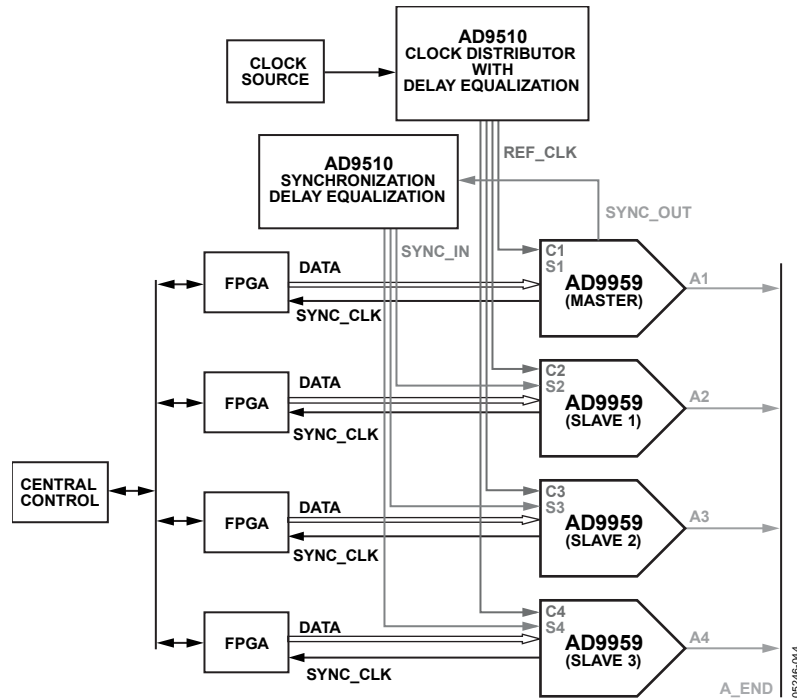 AD9510
CLOCK DISTRIBUTOR
WITH
DELAY EQUALIZATION
CLOCK
SOURCE
REF_CLK
AD9510
SYNCHRONIZATION
DELAY EQUALIZATION
SYNC_OUT
SYNC_IN
FPGA
DATA
SYNC_CLK
C1
S1
AD9959
(MASTER)
A1
FPGA
DATA
SYNC_CLK
C2
S2
AD9959
(SLAVE 1)
A2
CENTRAL
CONTROL
FPGA
DATA
SYNC_CLK
C3
S3
AD9959
(SLAVE 2)
A3
FPGA
DATA
SYNC_CLK
C4
S4
AD9959
(SLAVE 3)
A4
A_END
05246-044